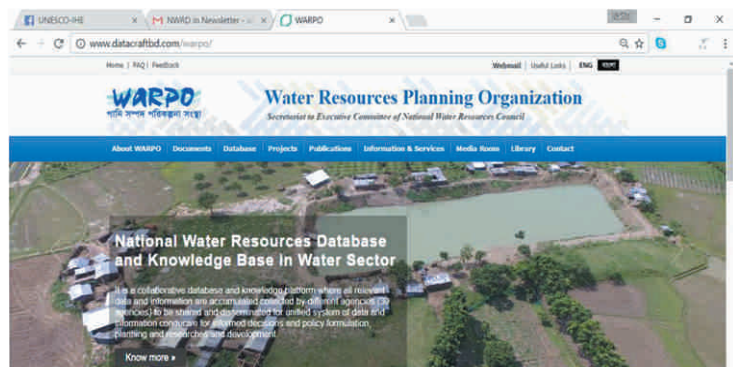 UNESCO-IHE
NWRD in Newsletter -
WARPO
www.datacraftbd.com/warpo/
Home | FAQ | Feedback
Webmail | Useful Links | ENG বাংলা
WARPO
পানি সম্পদ পরিকল্পনা সংস্থা
Water Resources Planning Organization
Secretariat to Executive Committee of National Water Resources Council
About WARPO Documents Database Projects Publications Information & Services Media Room Library Contact
National Water Resources Database
and Knowledge Base in Water Sector
It is a collaborative database and knowledge platform where all relevant
data and information are accumulated collected by different agencies
agencies) to be shared and disseminated for unified system of data and
information conducive for informed decisions and policy formulation,
planning and researches and development.
Know more »